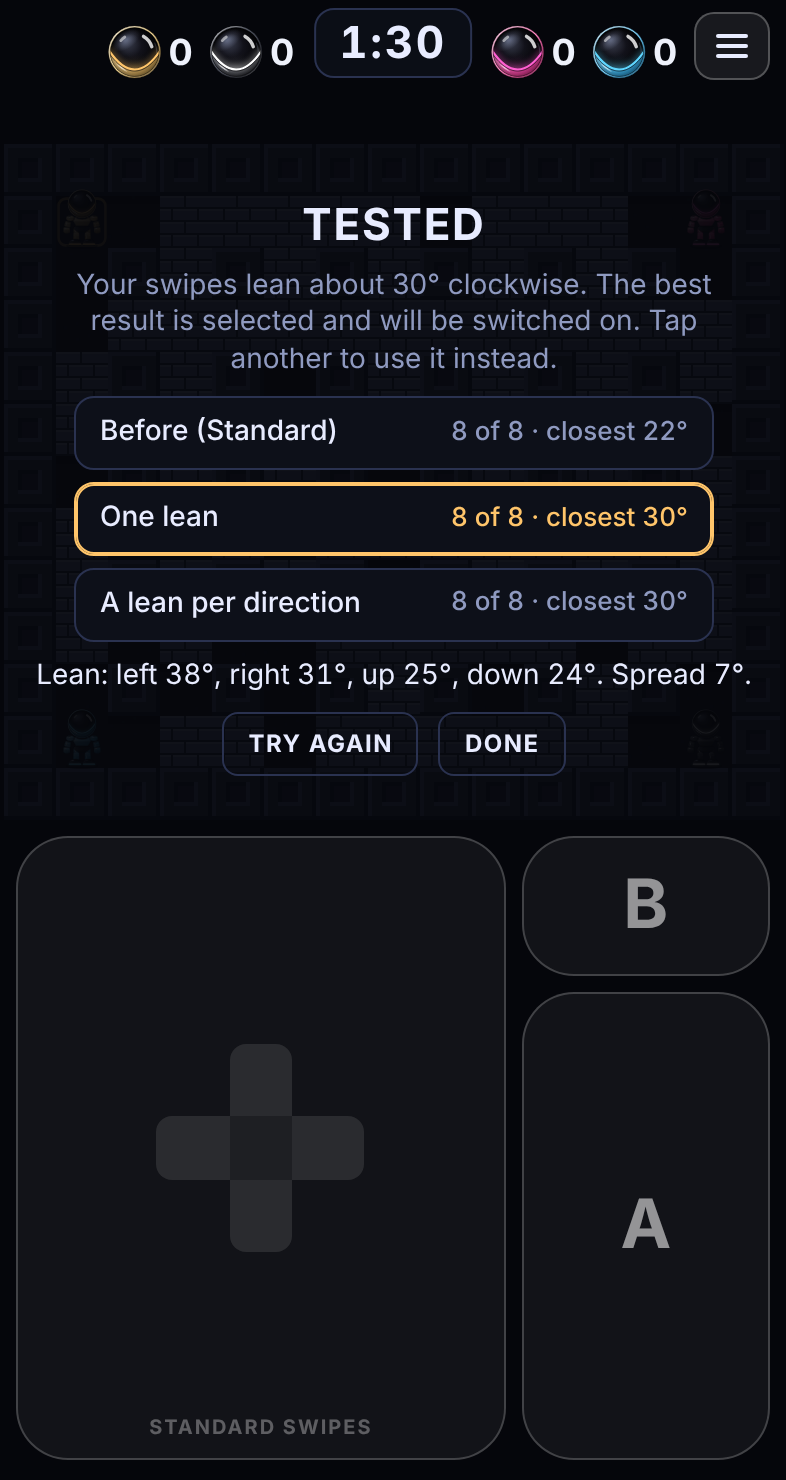 0 0 1:30 0 0
TESTED
Your swipes lean about 30° clockwise. The best
result is selected and will be switched on. Tap
another to use it instead.
Before (Standard) 8 of 8 · closest 22°
One lean 8 of 8 · closest 30°
A lean per direction 8 of 8 · closest 30°
Lean: left 38°, right 31°, up 25°, down 24°. Spread 7°.
TRY AGAIN DONE
B
A
STANDARD SWIPES